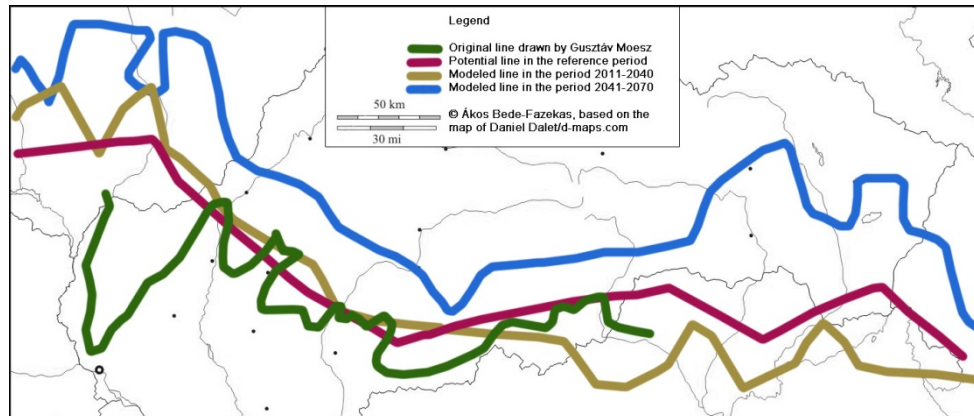 Legend
Original line drawn by Gusztáv Moesz
Potential line in the reference period
Modeled line in the period 2011-2040
Modeled line in the period 2041-2070
50 km
30 mi
© Ákos Bede-Fazekas, based on the
map of Daniel Dalet/d-maps.com